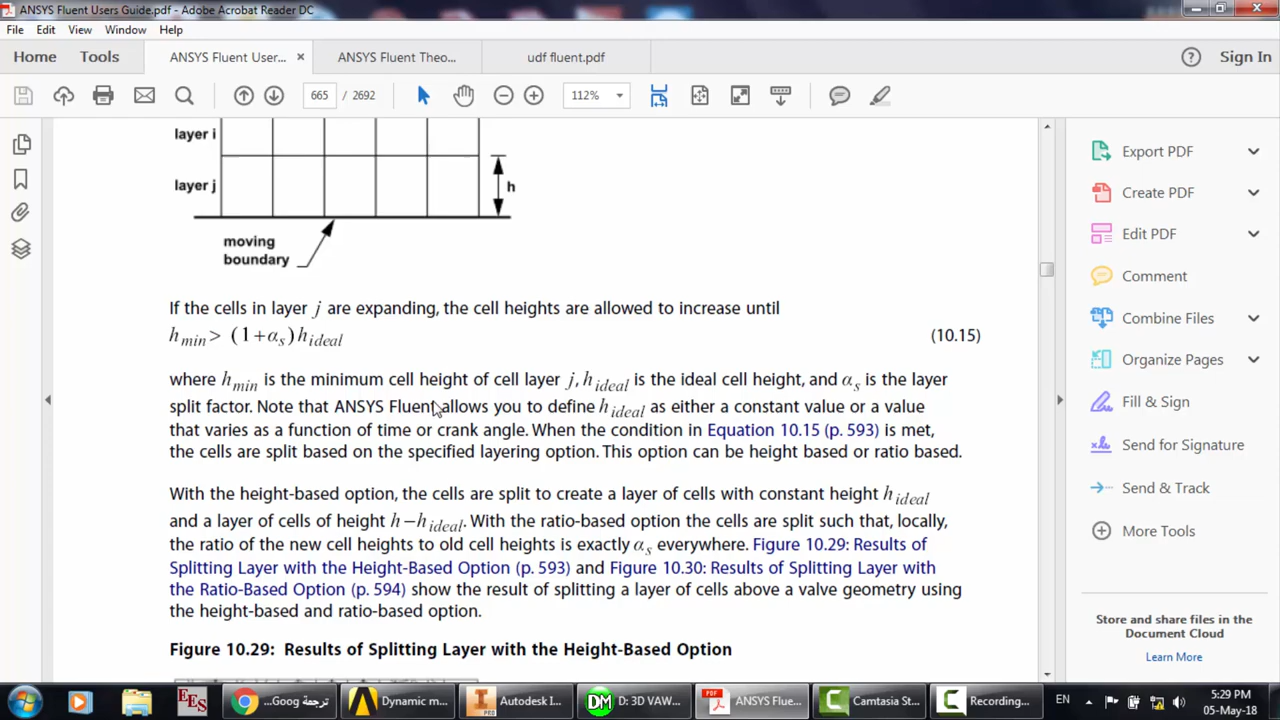 ANSYS Fluent Users Guide.pdf - Adobe Acrobat Reader DC
File Edit View Window Help
Home Tools ANSYS Fluent User... × ANSYS Fluent Theo... udf fluent.pdf ? Sign In
665 / 2692 112%
layer i
layer j
h
moving
boundary
If the cells in layer j are expanding, the cell heights are allowed to increase until
h_min > (1+α_s)h_ideal (10.15)
where h_min is the minimum cell height of cell layer j, h_ideal is the ideal cell height, and α_s is the layer
split factor. Note that ANSYS Fluent allows you to define h_ideal as either a constant value or a value
that varies as a function of time or crank angle. When the condition in Equation 10.15 (p. 593) is met,
the cells are split based on the specified layering option. This option can be height based or ratio based.
With the height-based option, the cells are split to create a layer of cells with constant height h_ideal
and a layer of cells of height h−h_ideal. With the ratio-based option the cells are split such that, locally,
the ratio of the new cell heights to old cell heights is exactly α_s everywhere. Figure 10.29: Results of
Splitting Layer with the Height-Based Option (p. 593) and Figure 10.30: Results of Splitting Layer with
the Ratio-Based Option (p. 594) show the result of splitting a layer of cells above a valve geometry using
the height-based and ratio-based option.
Figure 10.29: Results of Splitting Layer with the Height-Based Option
Export PDF
Create PDF
Edit PDF
Comment
Combine Files
Organize Pages
Fill & Sign
Send for Signature
Send & Track
More Tools
Store and share files in the
Document Cloud
Learn More
EES ترجمة Goog... Dynamic m... Autodesk I... DM D: 3D VAW... PDF ANSYS Flue... Camtasia St... Recording... EN 5:29 PM
05-May-18